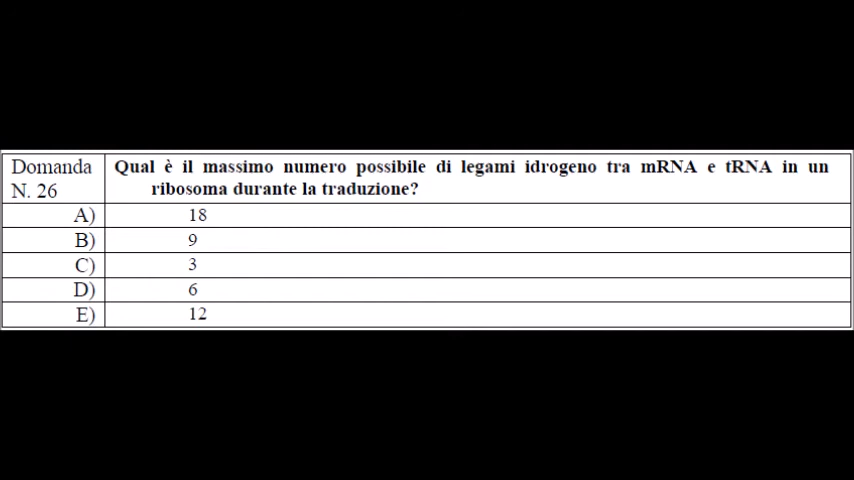 Domanda N. 26
Qual è il massimo numero possibile di legami idrogeno tra mRNA e tRNA in un
ribosoma durante la traduzione?
A) 18
B) 9
C) 3
D) 6
E) 12